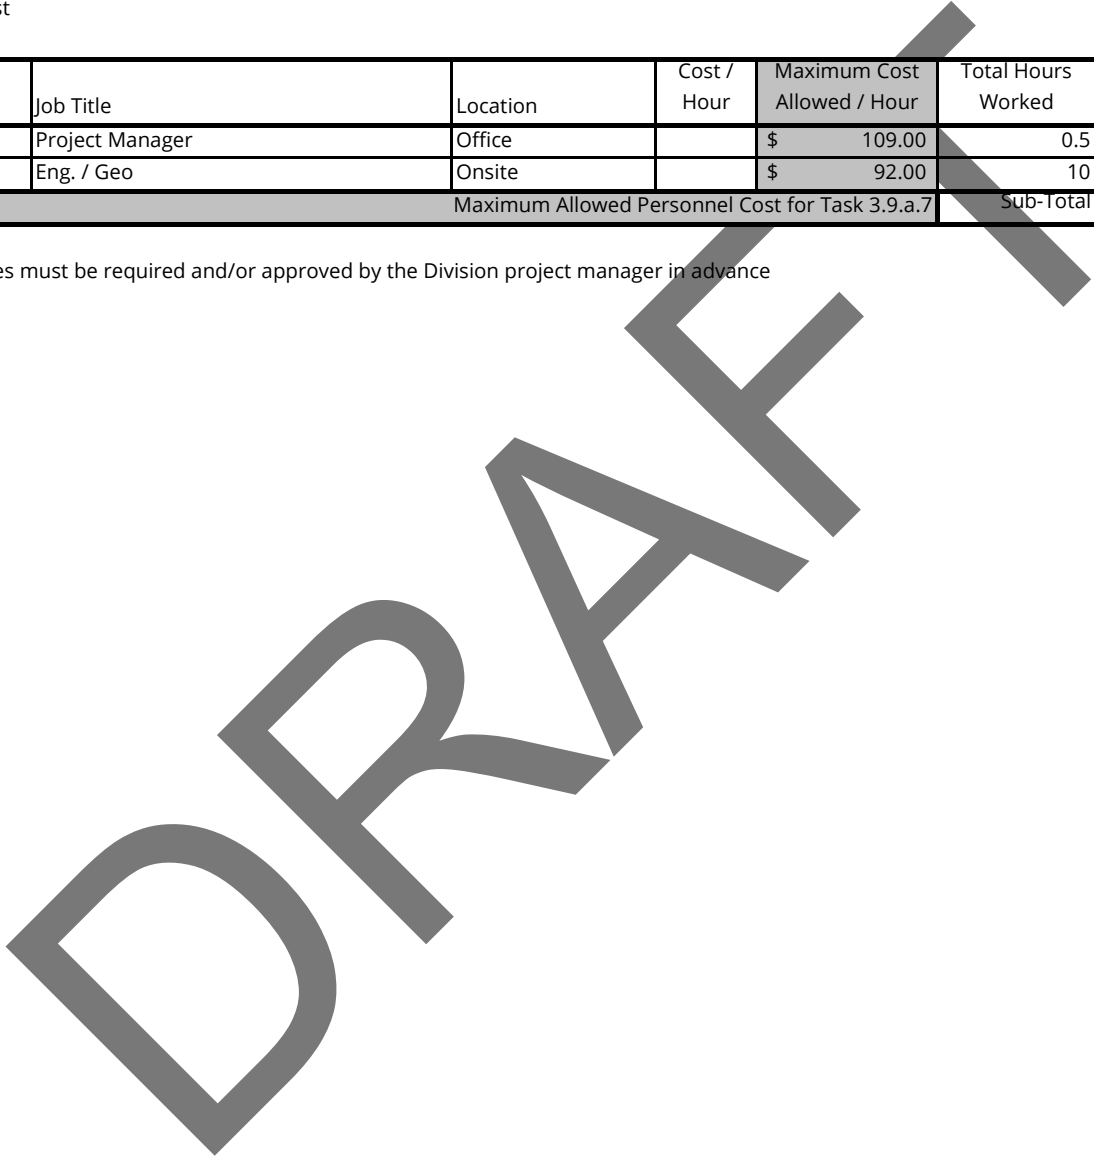 st
Cost / Maximum Cost Total Hours
Job Title Location Hour Allowed / Hour Worked
Project Manager Office $ 109.00 0.5
Eng. / Geo Onsite $ 92.00 10
Maximum Allowed Personnel Cost for Task 3.9.a.7 Sub-Total
es must be required and/or approved by the Division project manager in advance
DRAFT